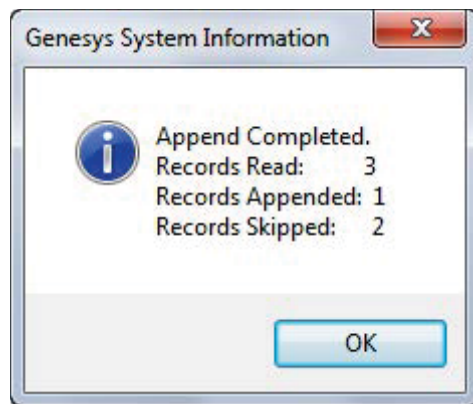 Genesys System Information
X
Append Completed.
Records Read: 3
Records Appended: 1
Records Skipped: 2
OK